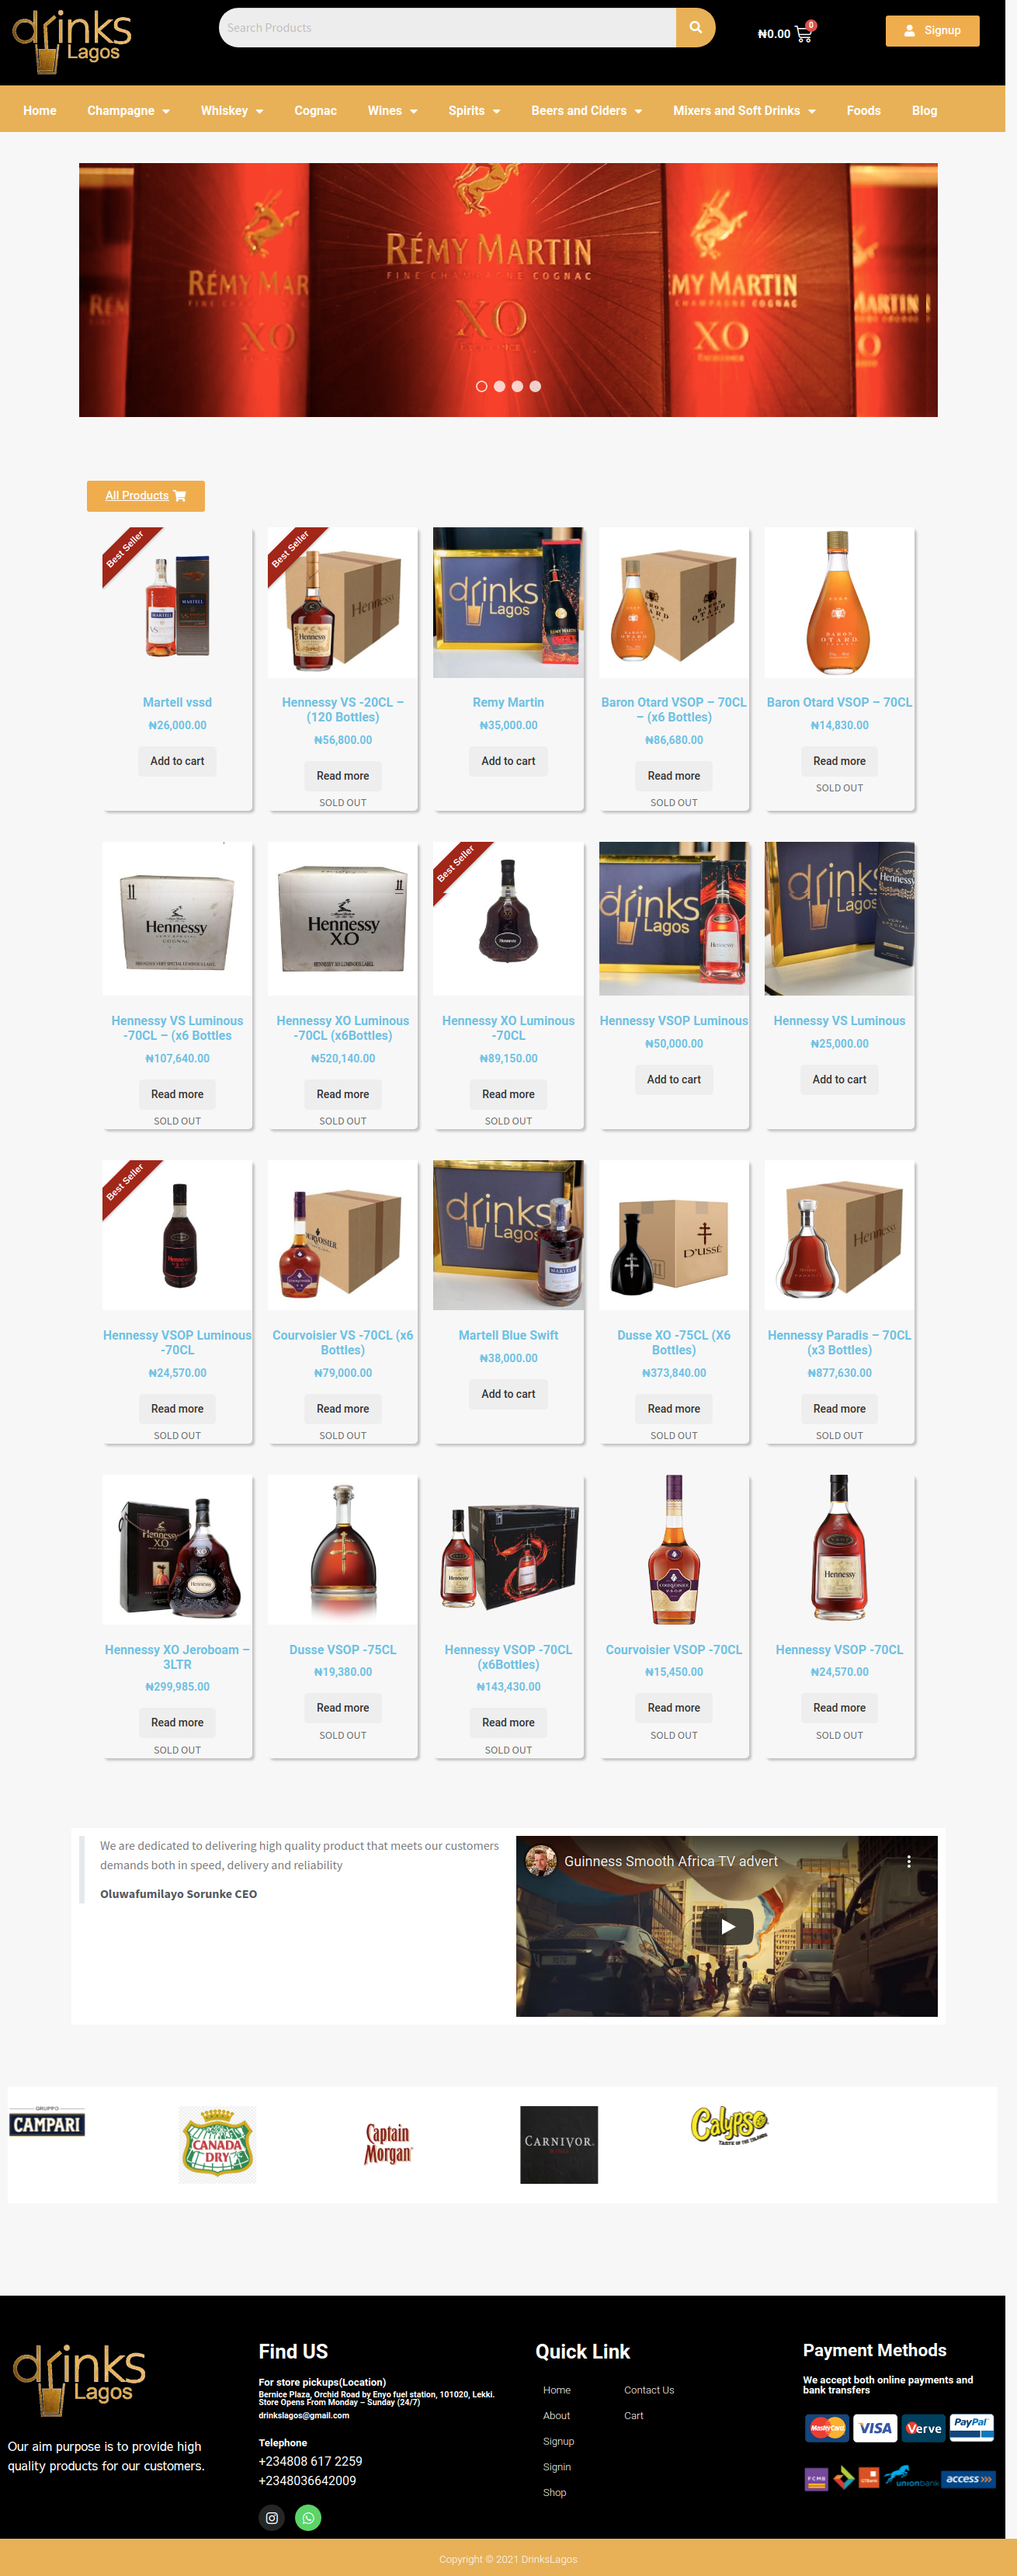 drinks
Lagos
Search Products
₦0.00
0
Signup
Home
Champagne
Whiskey
Cognac
Wines
Spirits
Beers and Ciders
Mixers and Soft Drinks
Foods
Blog
RÉMY MARTIN
FINE CHAMPAGNE COGNAC
XO
EXCELLENCE
All Products
Best Seller
Best Seller
Martell vssd
₦26,000.00
Add to cart
Hennessy VS -20CL –
(120 Bottles)
₦56,800.00
Read more
SOLD OUT
Remy Martin
₦35,000.00
Add to cart
Baron Otard VSOP – 70CL
– (x6 Bottles)
₦86,680.00
Read more
SOLD OUT
Baron Otard VSOP – 70CL
₦14,830.00
Read more
SOLD OUT
Best Seller
Hennessy VS Luminous
-70CL – (x6 Bottles
₦107,640.00
Read more
SOLD OUT
Hennessy XO Luminous
-70CL (x6Bottles)
₦520,140.00
Read more
SOLD OUT
Hennessy XO Luminous
-70CL
₦89,150.00
Read more
SOLD OUT
Hennessy VSOP Luminous
₦50,000.00
Add to cart
Hennessy VS Luminous
₦25,000.00
Add to cart
Best Seller
Hennessy VSOP Luminous
-70CL
₦24,570.00
Read more
SOLD OUT
Courvoisier VS -70CL (x6
Bottles)
₦79,000.00
Read more
SOLD OUT
Martell Blue Swift
₦38,000.00
Add to cart
Dusse XO -75CL (X6
Bottles)
₦373,840.00
Read more
SOLD OUT
Hennessy Paradis – 70CL
(x3 Bottles)
₦877,630.00
Read more
SOLD OUT
Hennessy XO Jeroboam –
3LTR
₦299,985.00
Read more
SOLD OUT
Dusse VSOP -75CL
₦19,380.00
Read more
SOLD OUT
Hennessy VSOP -70CL
(x6Bottles)
₦143,430.00
Read more
SOLD OUT
Courvoisier VSOP -70CL
₦15,450.00
Read more
SOLD OUT
Hennessy VSOP -70CL
₦24,570.00
Read more
SOLD OUT
We are dedicated to delivering high quality product that meets our customers
demands both in speed, delivery and reliability
Oluwafumilayo Sorunke CEO
Guinness Smooth Africa TV advert
GRUPPO
CAMPARI
CANADA
DRY
Captain
Morgan
CARNIVOR
Calypso
TASTE OF THE ISLANDS
drinks
Lagos
Our aim purpose is to provide high
quality products for our customers.
Find US
For store pickups(Location)
Bernice Plaza, Orchid Road by Enyo fuel station, 101020, Lekki.
Store Opens From Monday – Sunday (24/7)
drinkslagos@gmail.com
Telephone
+234808 617 2259
+2348036642009
Quick Link
Home
About
Signup
Signin
Shop
Contact Us
Cart
Payment Methods
We accept both online payments and
bank transfers
MasterCard
VISA
Verve
PayPal
FCMB
GTBank
UNIONBANK
access
Copyright © 2021 DrinksLagos